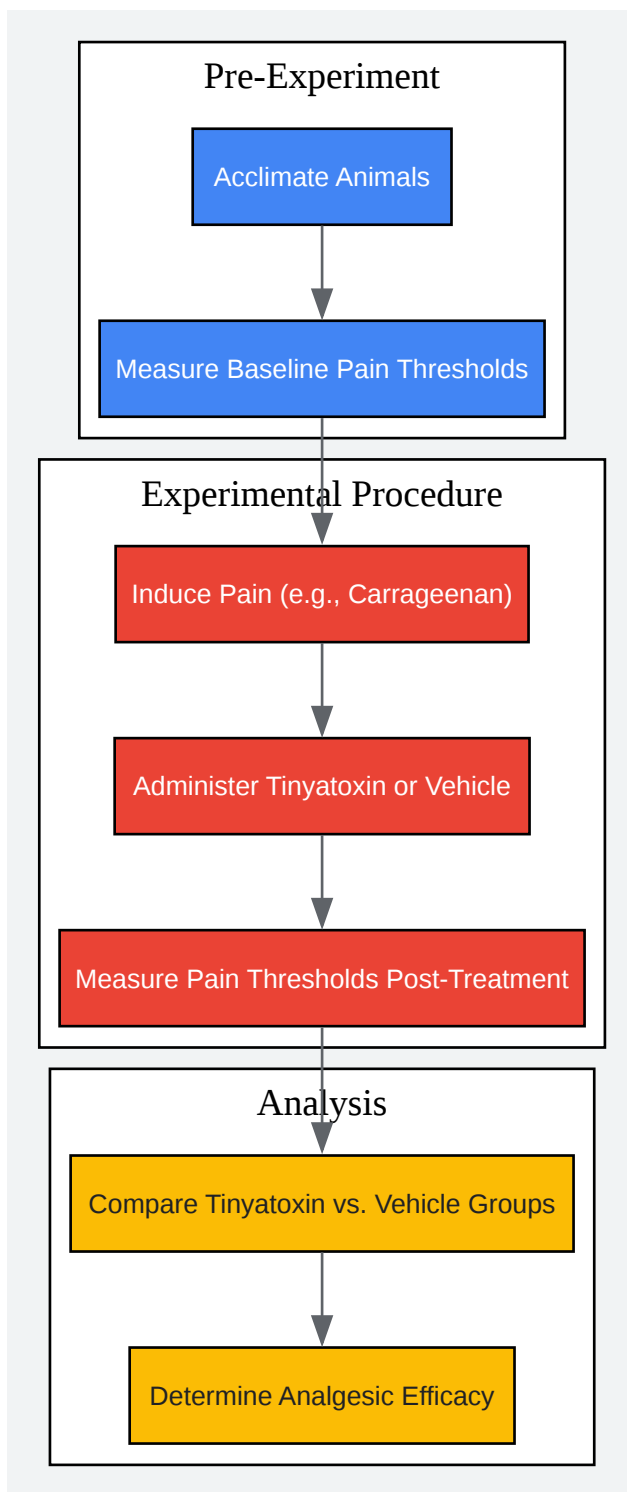 Pre-Experiment
Acclimate Animals
Measure Baseline Pain Thresholds
Experimental Procedure
Induce Pain (e.g., Carrageenan)
Administer Tinyatoxin or Vehicle
Measure Pain Thresholds Post-Treatment
Analysis
Compare Tinyatoxin vs. Vehicle Groups
Determine Analgesic Efficacy